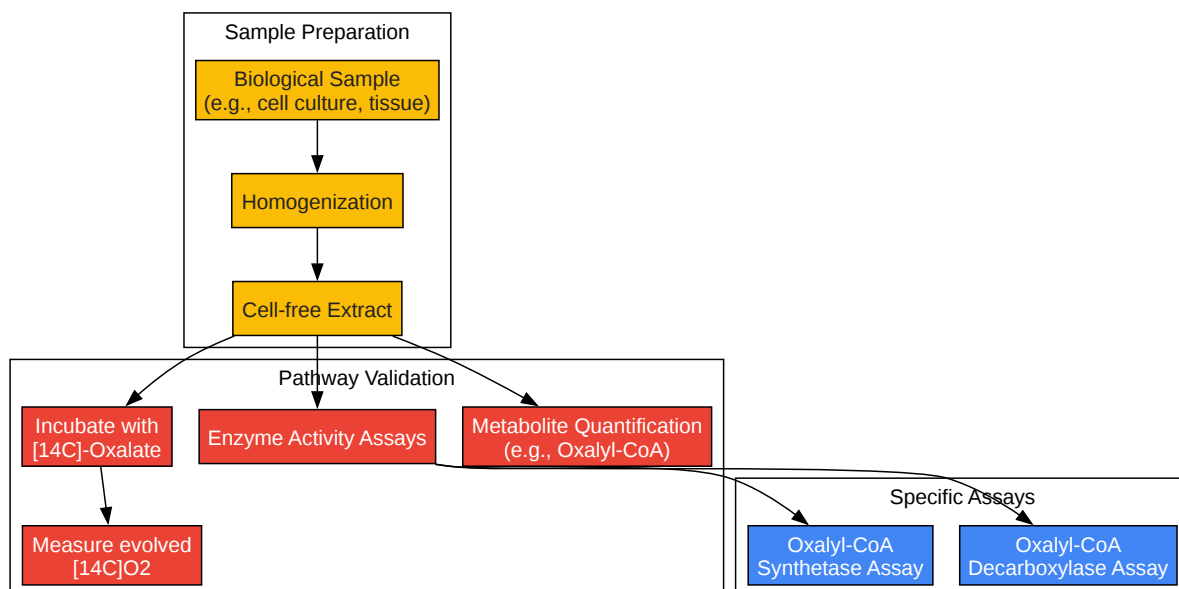 Sample Preparation
Biological Sample
(e.g., cell culture, tissue)
Homogenization
Cell-free Extract
Pathway Validation
Incubate with
[14C]-Oxalate
Enzyme Activity Assays
Metabolite Quantification
(e.g., Oxalyl-CoA)
Measure evolved
[14C]O2
Specific Assays
Oxalyl-CoA
Synthetase Assay
Oxalyl-CoA
Decarboxylase Assay